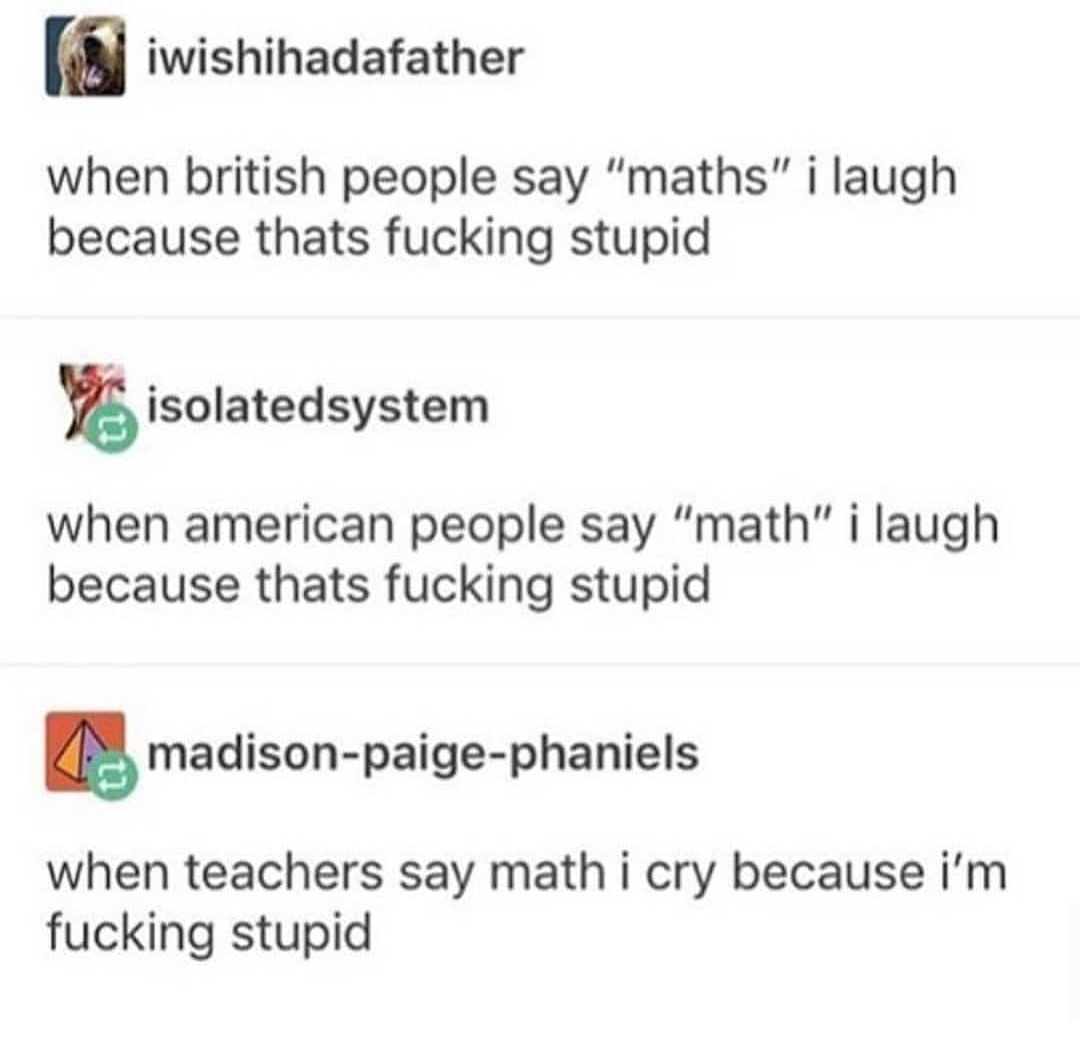 iwishihadafather
when british people say "maths" i laugh
because thats fucking stupid
isolatedsystem
when american people say "math" i laugh
because thats fucking stupid
madison-paige-phaniels
when teachers say math i cry because i'm
fucking stupid